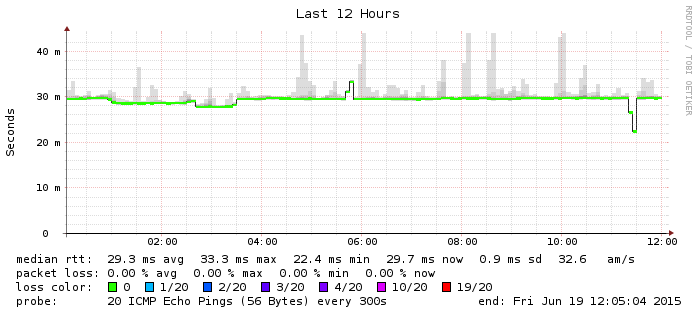 Last 12 Hours
RRDTOOL / TOBI OETIKER
Seconds
40 m
30 m
20 m
10 m
0
02:00 04:00 06:00 08:00 10:00 12:00
median rtt: 29.3 ms avg 33.3 ms max 22.4 ms min 29.7 ms now 0.9 ms sd 32.6 am/s
packet loss: 0.00 % avg 0.00 % max 0.00 % min 0.00 % now
loss color: 0 1/20 2/20 3/20 4/20 10/20 19/20
probe: 20 ICMP Echo Pings (56 Bytes) every 300s end: Fri Jun 19 12:05:04 2015